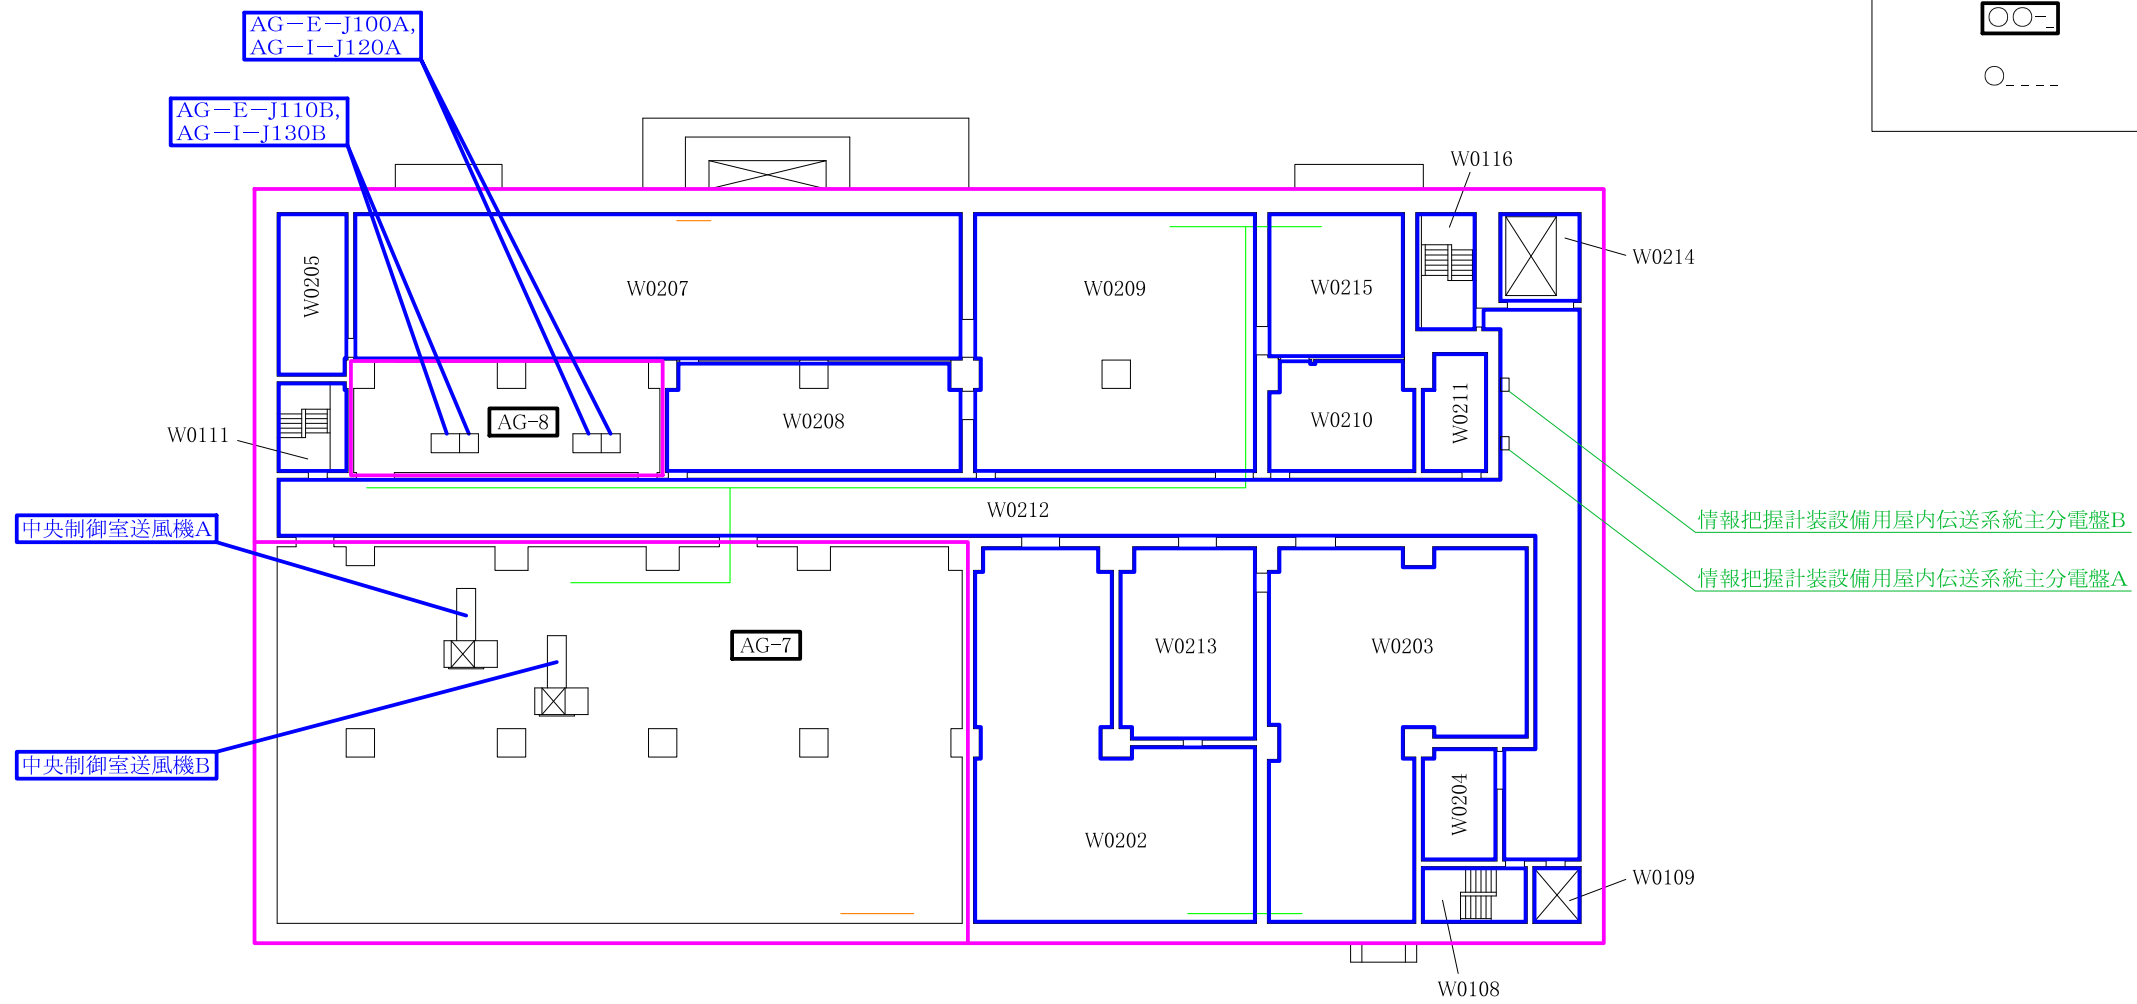 AG-E-J100A,
AG-I-J120A
○○-_
○____
AG-E-J110B,
AG-I-J130B
W0116
W0214
W0205
W0207
W0209
W0215
W0111
AG-8
W0208
W0210
W0211
W0212
中央制御室送風機A
情報把握計装設備用屋内伝送系統主分電盤B
情報把握計装設備用屋内伝送系統主分電盤A
AG-7
W0213
W0203
中央制御室送風機B
W0204
W0202
W0109
W0108